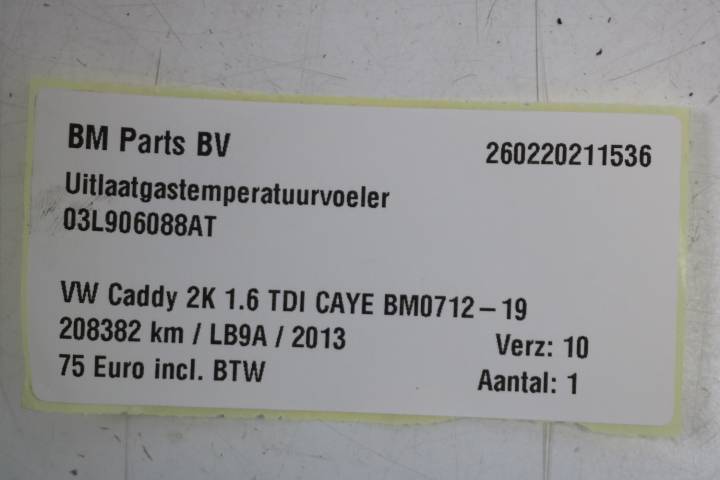 BM Parts BV 260220211536
Uitlaatgastemperatuurvoeler
03L906088AT
VW Caddy 2K 1.6 TDI CAYE BM0712-19
208382 km / LB9A / 2013 Verz: 10
75 Euro incl. BTW Aantal: 1